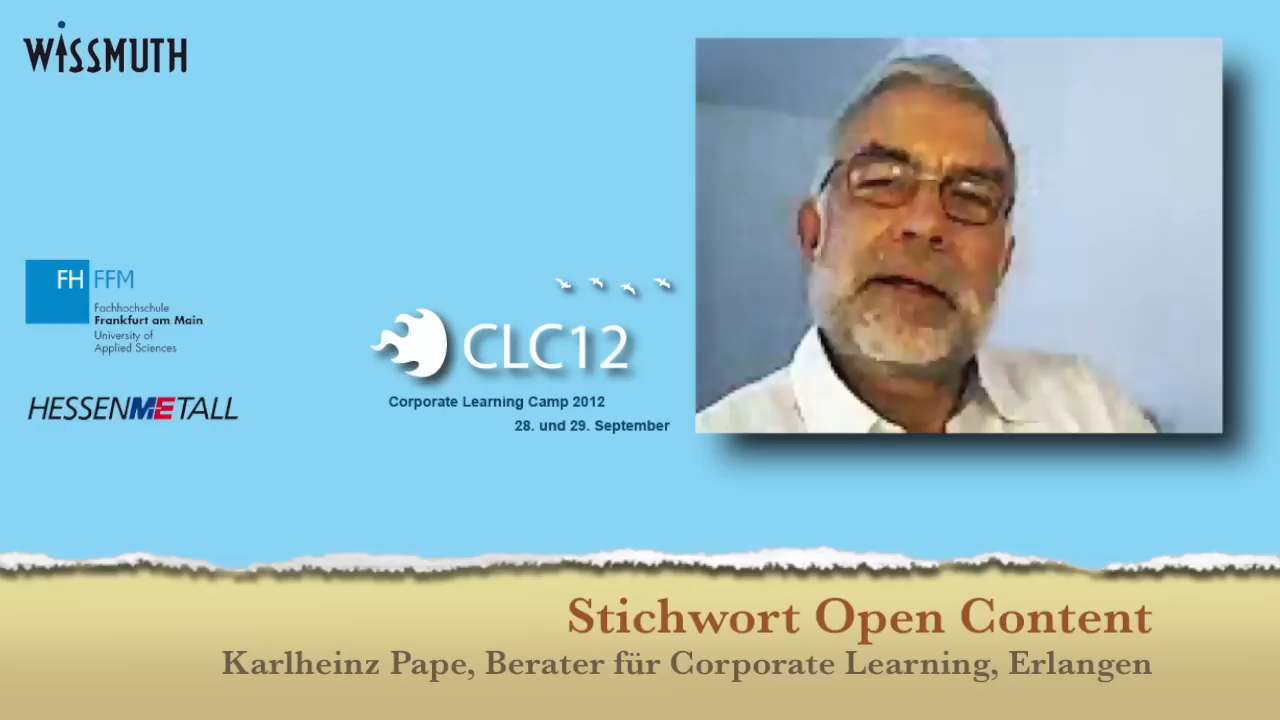 WISSMUTH
FH FFM
Fachhochschule
Frankfurt am Main
University of
Applied Sciences
HESSENMETALL
CLC12
Corporate Learning Camp 2012
28. und 29. September
Stichwort Open Content
Karlheinz Pape, Berater für Corporate Learning, Erlangen